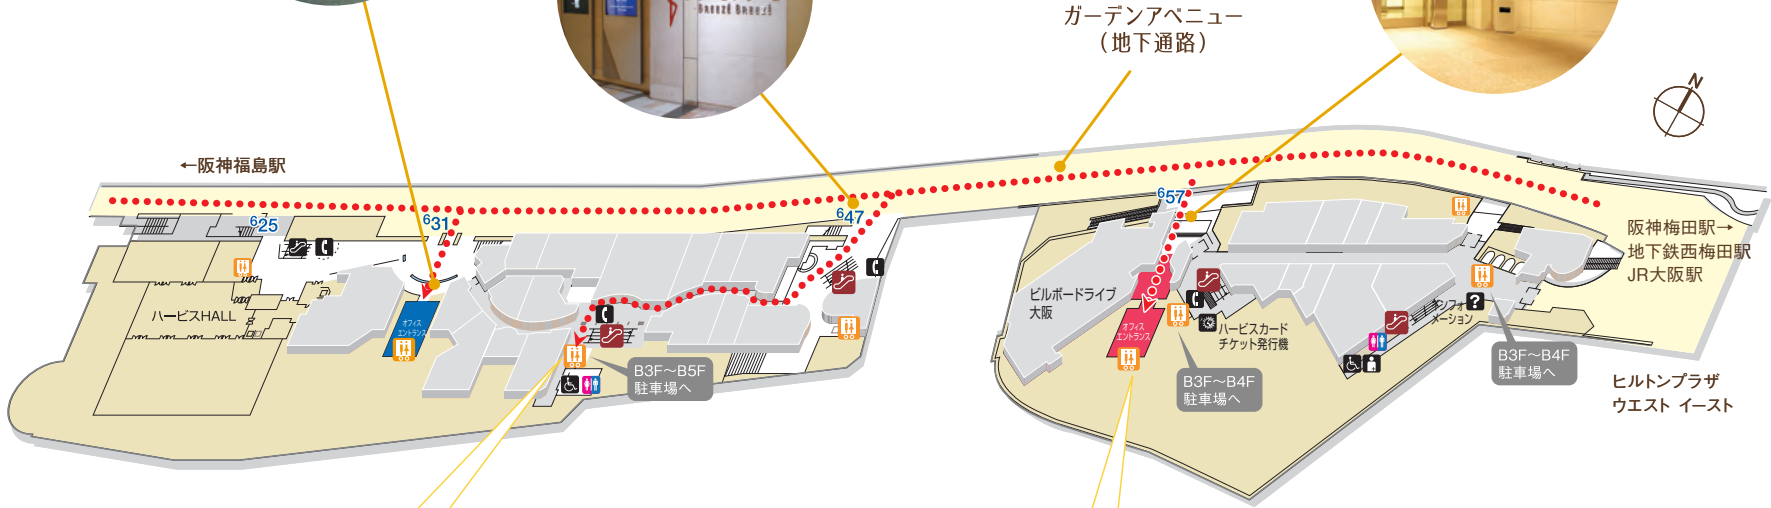 BREEZÉ BREEZÉ
ガーデンアベニュー
（地下通路）
N
←阪神福島駅
625
631
647
657
阪神梅田駅→
地下鉄西梅田駅
JR大阪駅
ハービスHALL
オフィス
エントランス
B3F〜B5F
駐車場へ
ビルボードライブ
大阪
オフィス
エントランス
ハービスカード
チケット発行機
B3F〜B4F
駐車場へ
インフォ
メーション
?
B3F〜B4F
駐車場へ
ヒルトンプラザ
ウエスト イースト